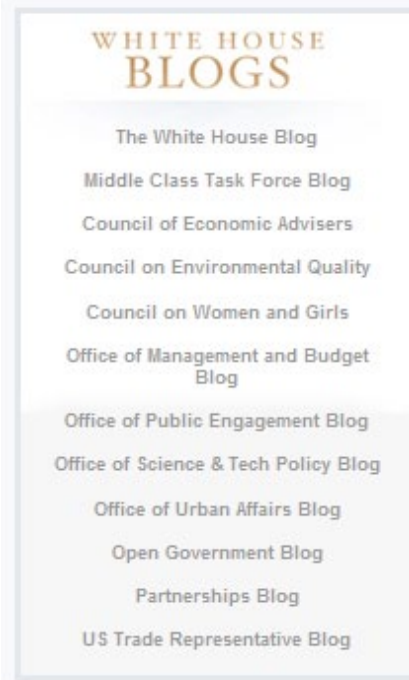 WHITE HOUSE
BLOGS
The White House Blog
Middle Class Task Force Blog
Council of Economic Advisers
Council on Environmental Quality
Council on Women and Girls
Office of Management and Budget
Blog
Office of Public Engagement Blog
Office of Science & Tech Policy Blog
Office of Urban Affairs Blog
Open Government Blog
Partnerships Blog
US Trade Representative Blog